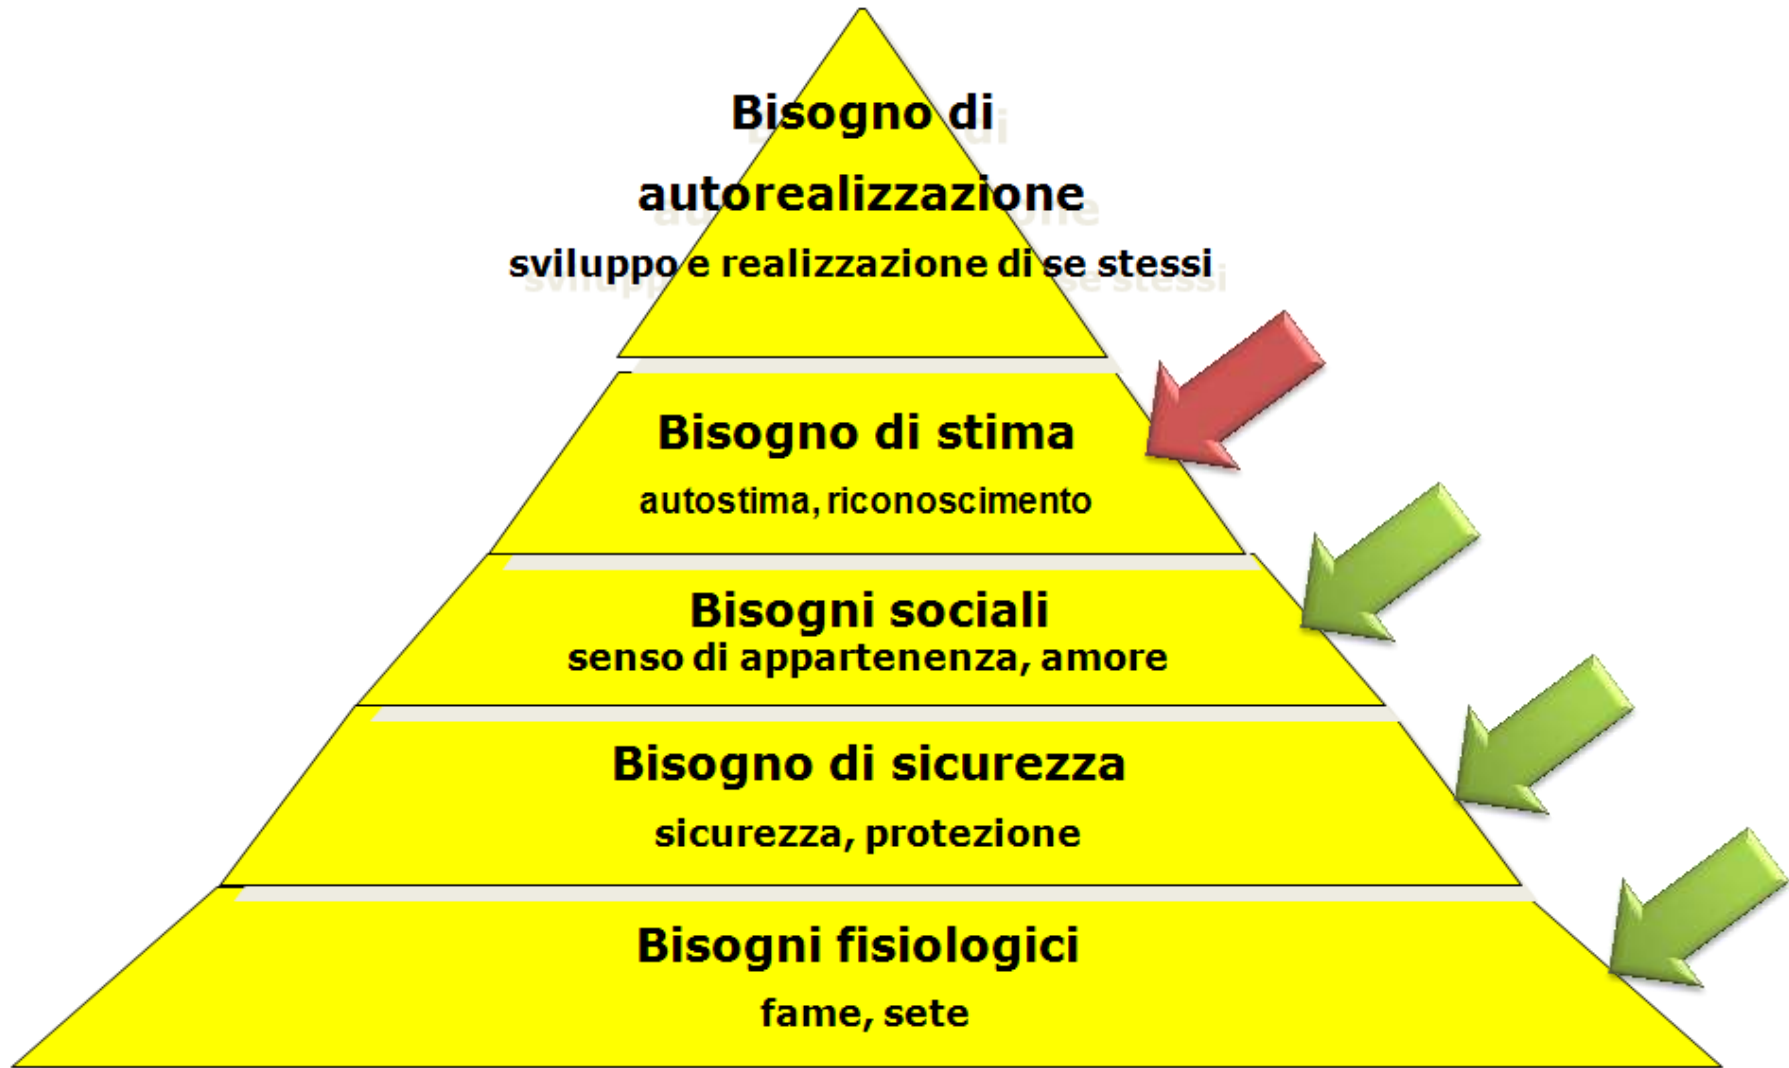 Bisogno di
autorealizzazione
sviluppo e realizzazione di se stessi
Bisogno di stima
autostima, riconoscimento
Bisogni sociali
senso di appartenenza, amore
Bisogno di sicurezza
sicurezza, protezione
Bisogni fisiologici
fame, sete